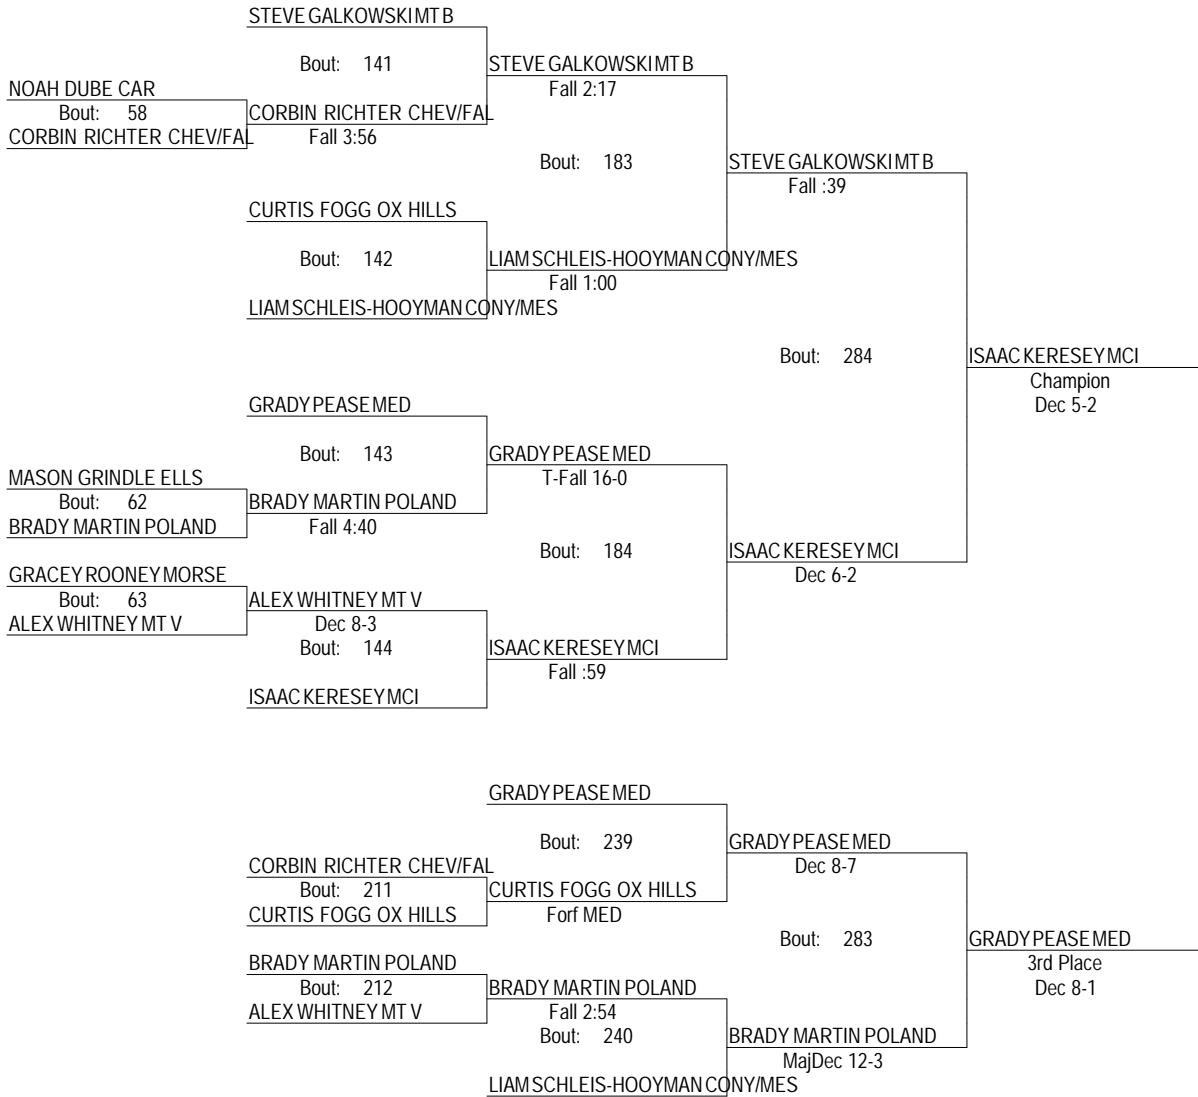 STEVE GALKOWSKI MT B
Bout: 141
STEVE GALKOWSKI MT B
NOAH DUBE CAR
Fall 2:17
Bout: 58
CORBIN RICHTER CHEV/FAL
CORBIN RICHTER CHEV/FAL
Fall 3:56
Bout: 183
STEVE GALKOWSKI MT B
Fall :39
CURTIS FOGG OX HILLS
Bout: 142
LIAM SCHLEIS-HOOYMAN CONY/MES
Fall 1:00
LIAM SCHLEIS-HOOYMAN CONY/MES
Bout: 284
ISAAC KERESEY MCI
Champion
Dec 5-2
GRADY PEASE MED
Bout: 143
GRADY PEASE MED
MASON GRINDLE ELLS
T-Fall 16-0
Bout: 62
BRADY MARTIN POLAND
BRADY MARTIN POLAND
Fall 4:40
Bout: 184
ISAAC KERESEY MCI
Dec 6-2
GRACEY ROONEY MORSE
Bout: 63
ALEX WHITNEY MT V
ALEX WHITNEY MT V
Dec 8-3
Bout: 144
ISAAC KERESEY MCI
Fall :59
ISAAC KERESEY MCI
GRADY PEASE MED
Bout: 239
GRADY PEASE MED
CORBIN RICHTER CHEV/FAL
Dec 8-7
Bout: 211
CURTIS FOGG OX HILLS
CURTIS FOGG OX HILLS
Forf MED
Bout: 283
GRADY PEASE MED
3rd Place
Dec 8-1
BRADY MARTIN POLAND
Bout: 212
BRADY MARTIN POLAND
ALEX WHITNEY MT V
Fall 2:54
Bout: 240
BRADY MARTIN POLAND
MajDec 12-3
LIAM SCHLEIS-HOOYMAN CONY/MES